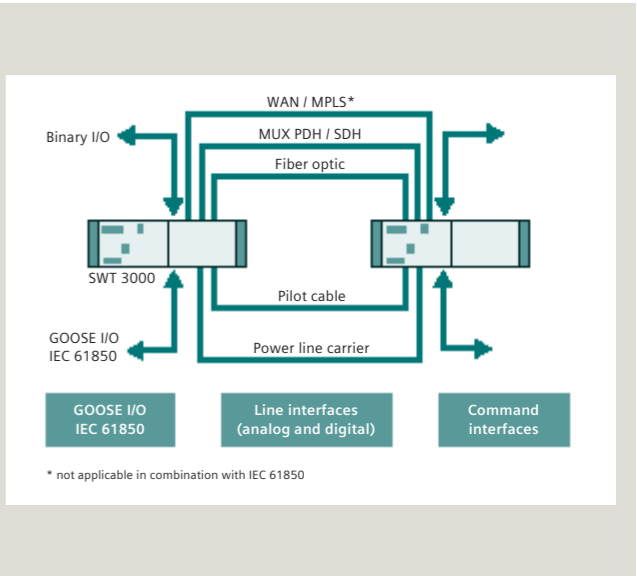 WAN / MPLS*
Binary I/O
MUX PDH / SDH
Fiber optic
SWT 3000
Pilot cable
GOOSE I/O
IEC 61850
Power line carrier
GOOSE I/O
IEC 61850
Line interfaces
(analog and digital)
Command
interfaces
* not applicable in combination with IEC 61850